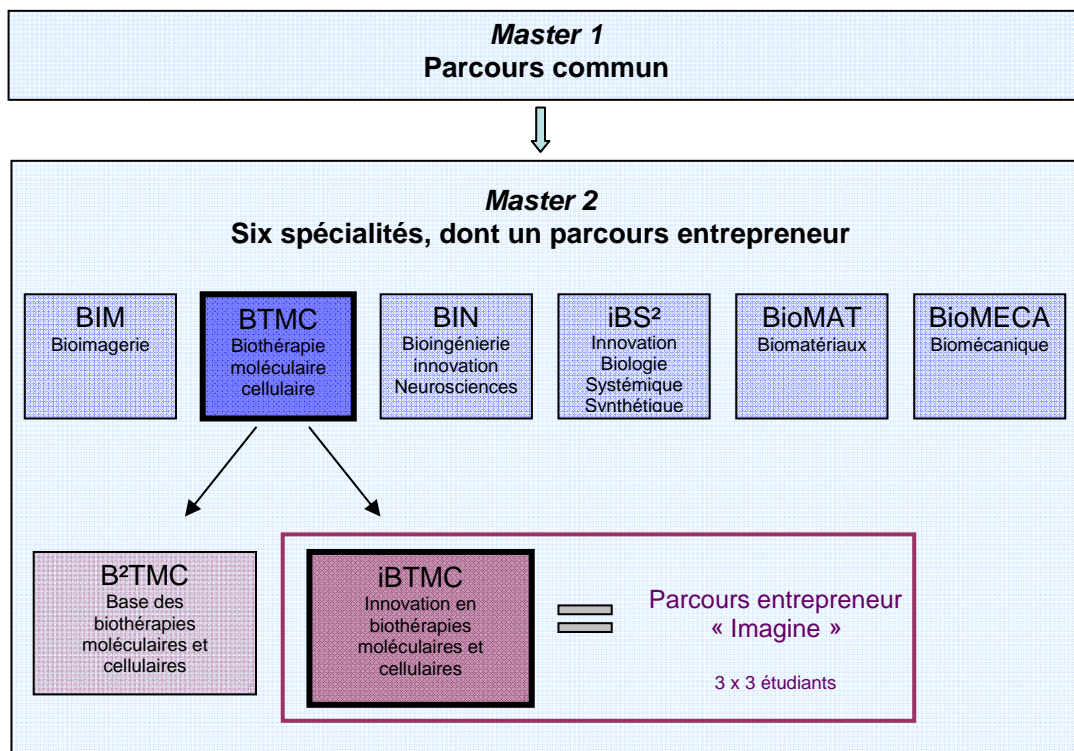 Master 1
Parcours commun
Master 2
Six spécialités, dont un parcours entrepreneur
BIM
Bioimagerie
BTMC
Biothérapie
moléculaire
cellulaire
BIN
Bioingénierie
innovation
Neurosciences
iBS²
Innovation
Biologie
Systémique
Synthétique
BioMAT
Biomatériaux
BioMECA
Biomécanique
B²TMC
Base des
biothérapies
moléculaires et
cellulaires
iBTMC
Innovation en
biothérapies
moléculaires et
cellulaires
Parcours entrepreneur
« Imagine »
3 x 3 étudiants